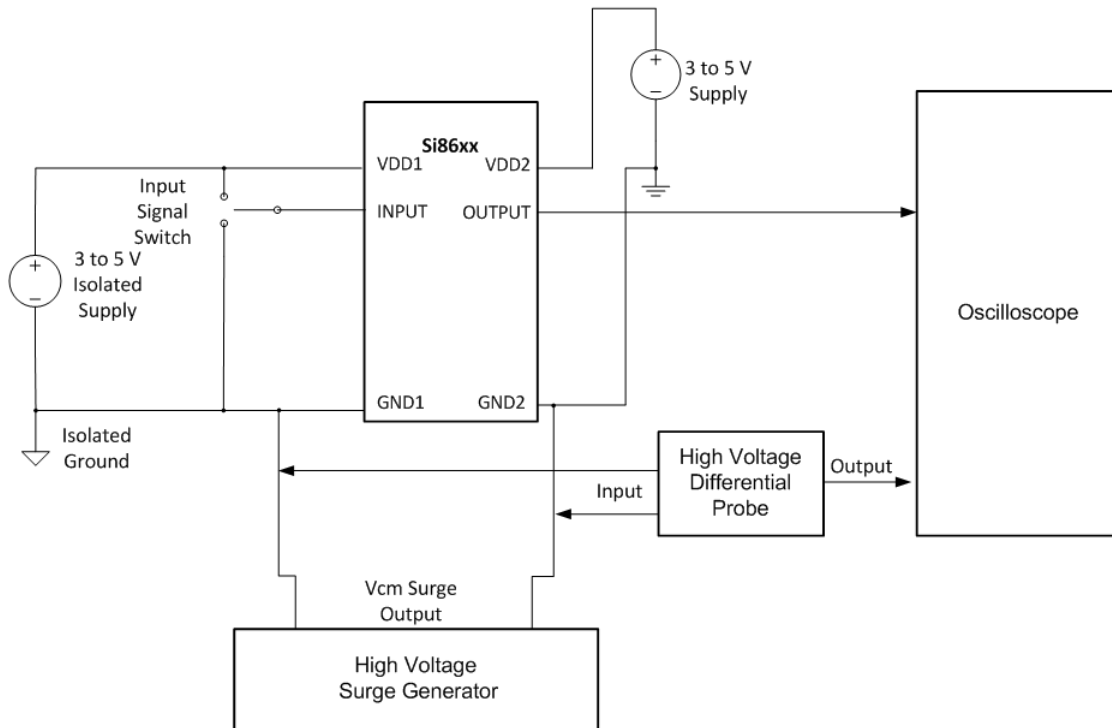 3 to 5 V
Supply
Si86xx
VDD1
VDD2
Input
Signal
Switch
INPUT
OUTPUT
3 to 5 V
Isolated
Supply
Oscilloscope
GND1
GND2
Isolated
Ground
High Voltage
Differential
Probe
Output
Input
Vcm Surge
Output
High Voltage
Surge Generator